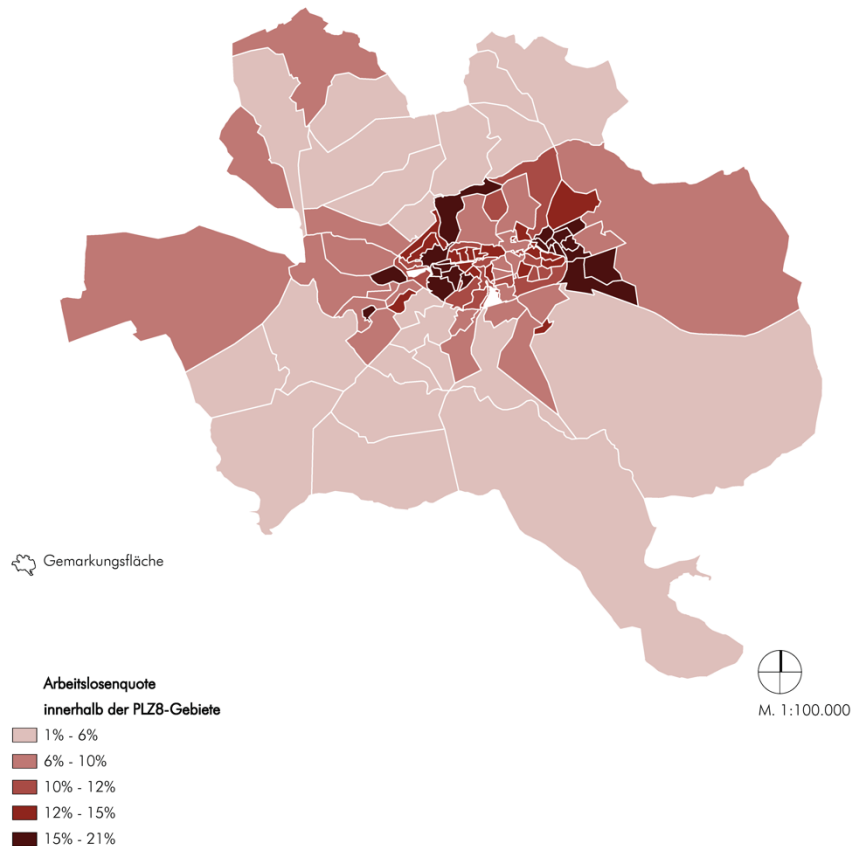 Gemarkungsfläche
Arbeitslosenquote
innerhalb der PLZ8-Gebiete
1% - 6%
6% - 10%
10% - 12%
12% - 15%
15% - 21%
M. 1:100.000